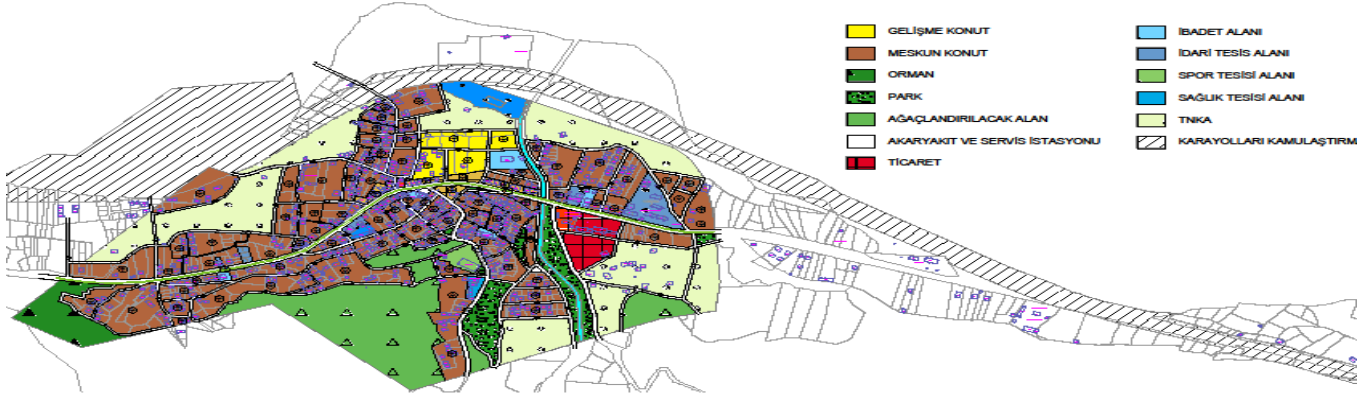 GELİŞME KONUT
MESKUN KONUT
ORMAN
PARK
AĞAÇLANDIRILACAK ALAN
AKARYAKIT VE SERVİS İSTASYONU
TİCARET
İBADET ALANI
İDARİ TESİS ALANI
SPOR TESİSİ ALANI
SAĞLIK TESİSİ ALANI
TNKA
KARAYOLLARI KAMULAŞTIRM